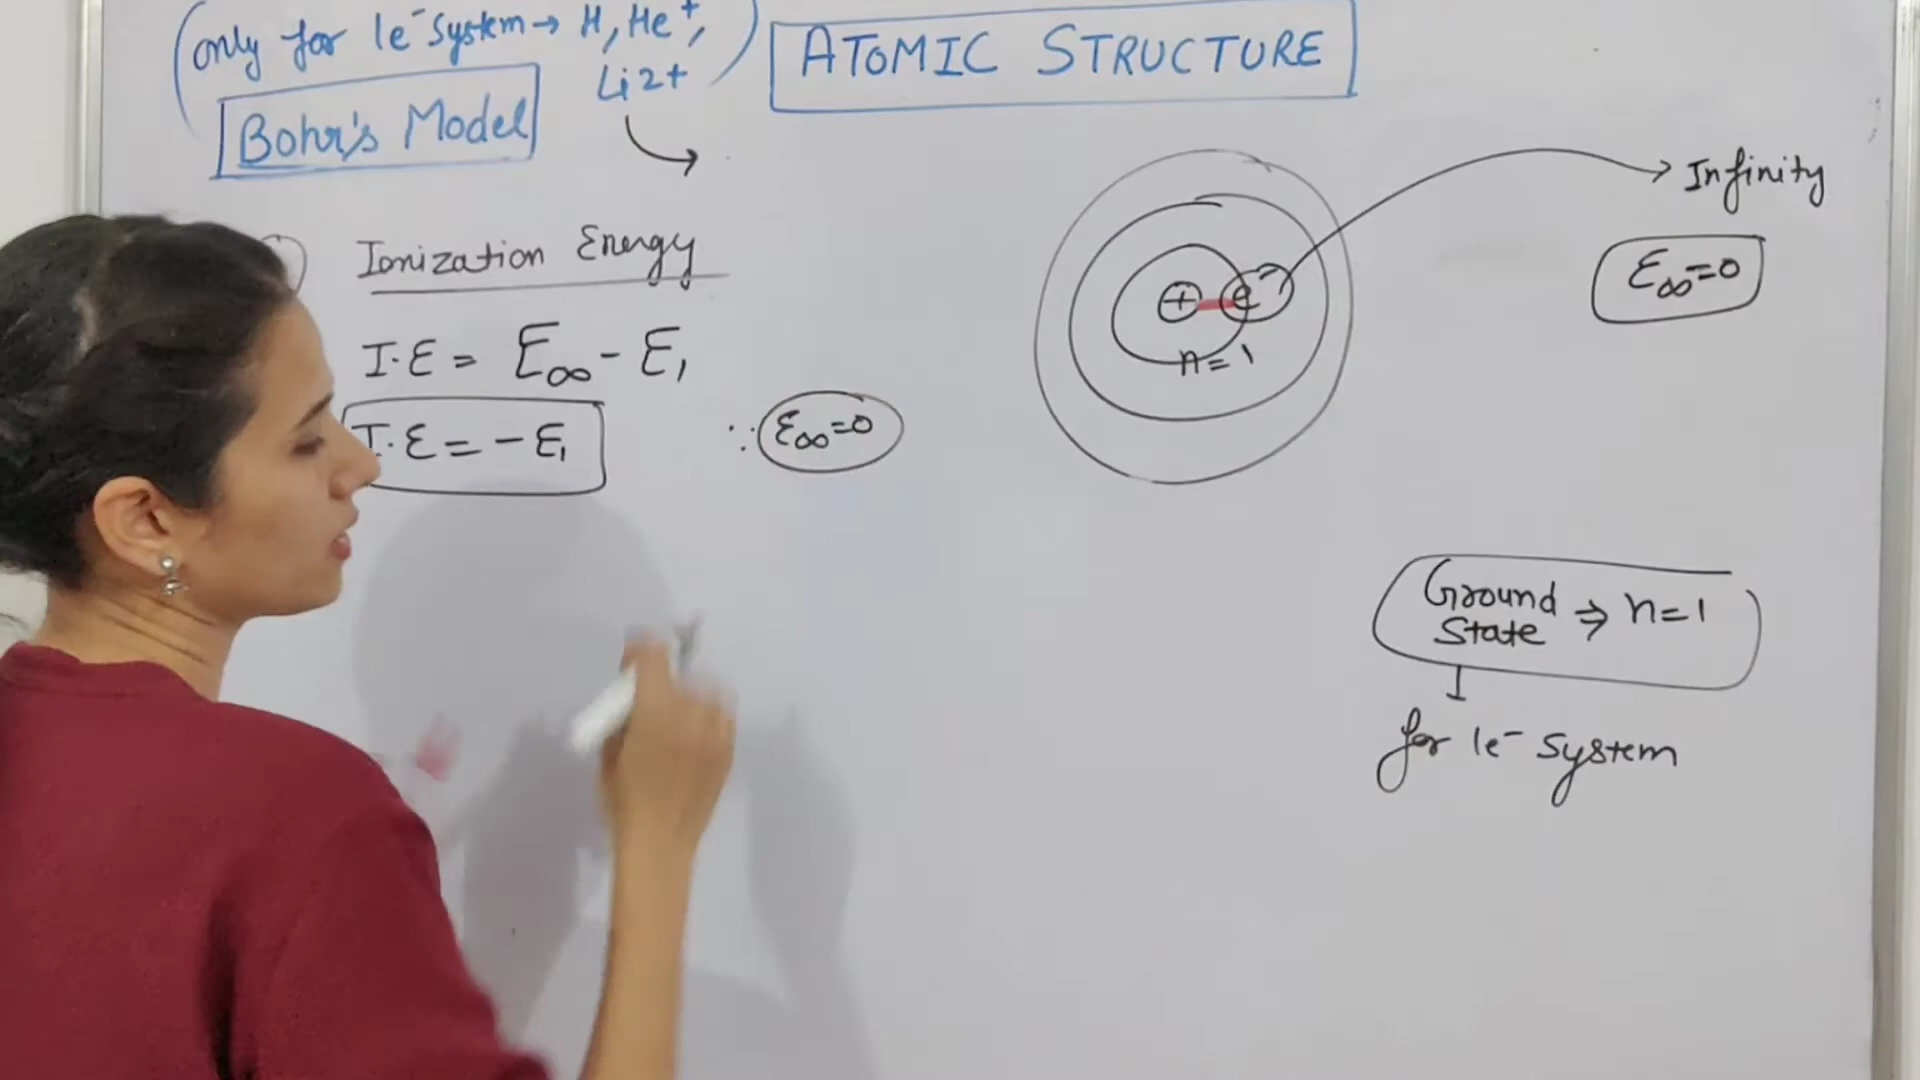 (only for 1e⁻ system → H, He⁺,
Li2+)
ATOMIC STRUCTURE
Bohr's Model
Infinity
E∞=0
+
e⁻
n=1
Ionization Energy
I.E = E∞ - E₁
I.E = -E₁
∵ E∞=0
Ground
State ⇒ n=1
for 1e⁻ system